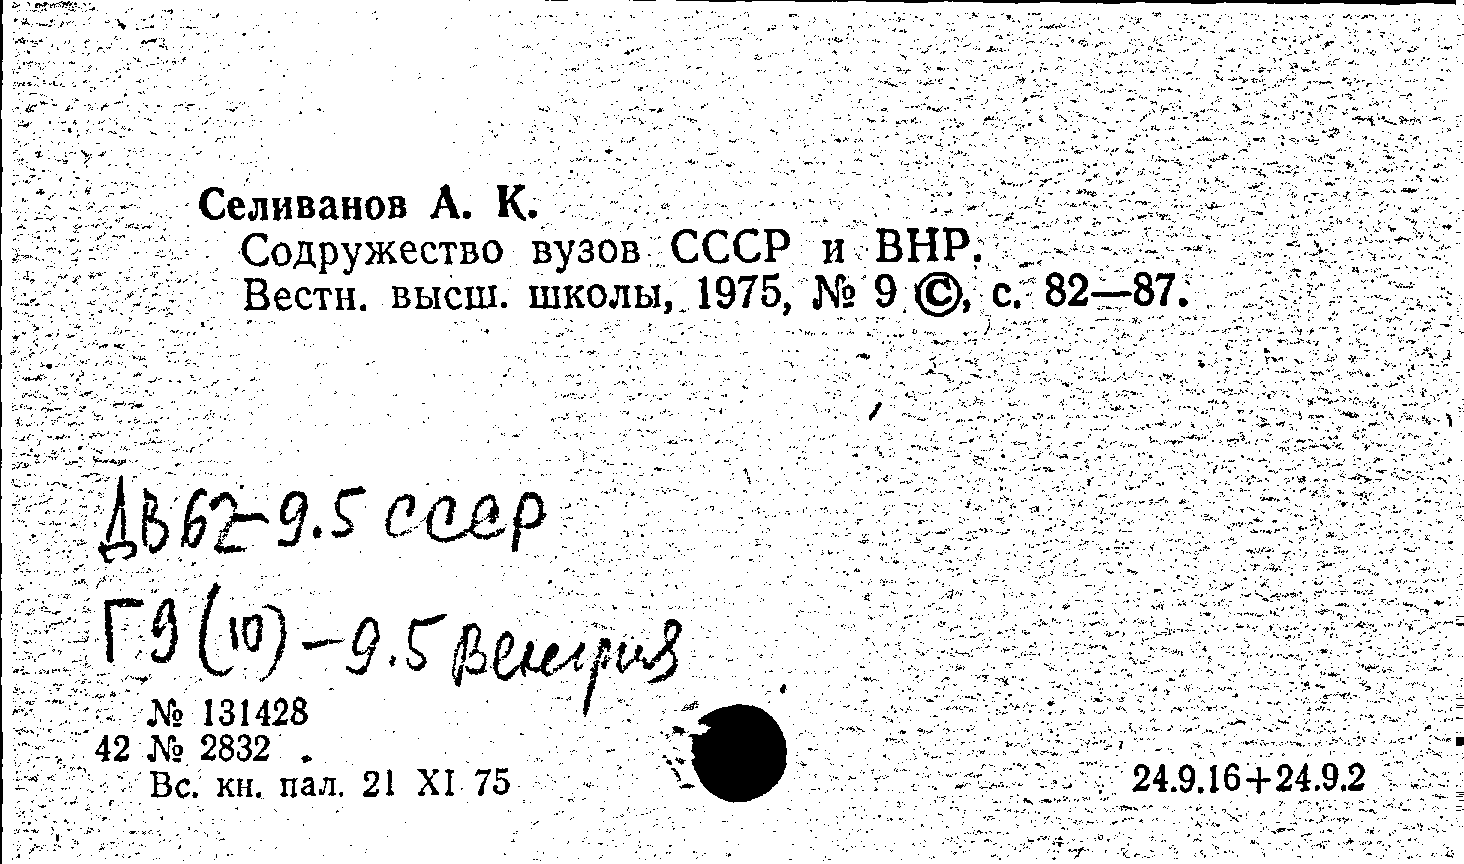 Селиванов А. К.
Содружество вузов СССР и ВНР.
Вестн. высш. школы, 1975, № 9 ©, с. 82—87.
ДВ62-9.5 СССР
Г9(10)-9.5 Венгрия
№ 131428
42 № 2832
Вс. кн. пал. 21 XI 75
24.9.16+24.9.2